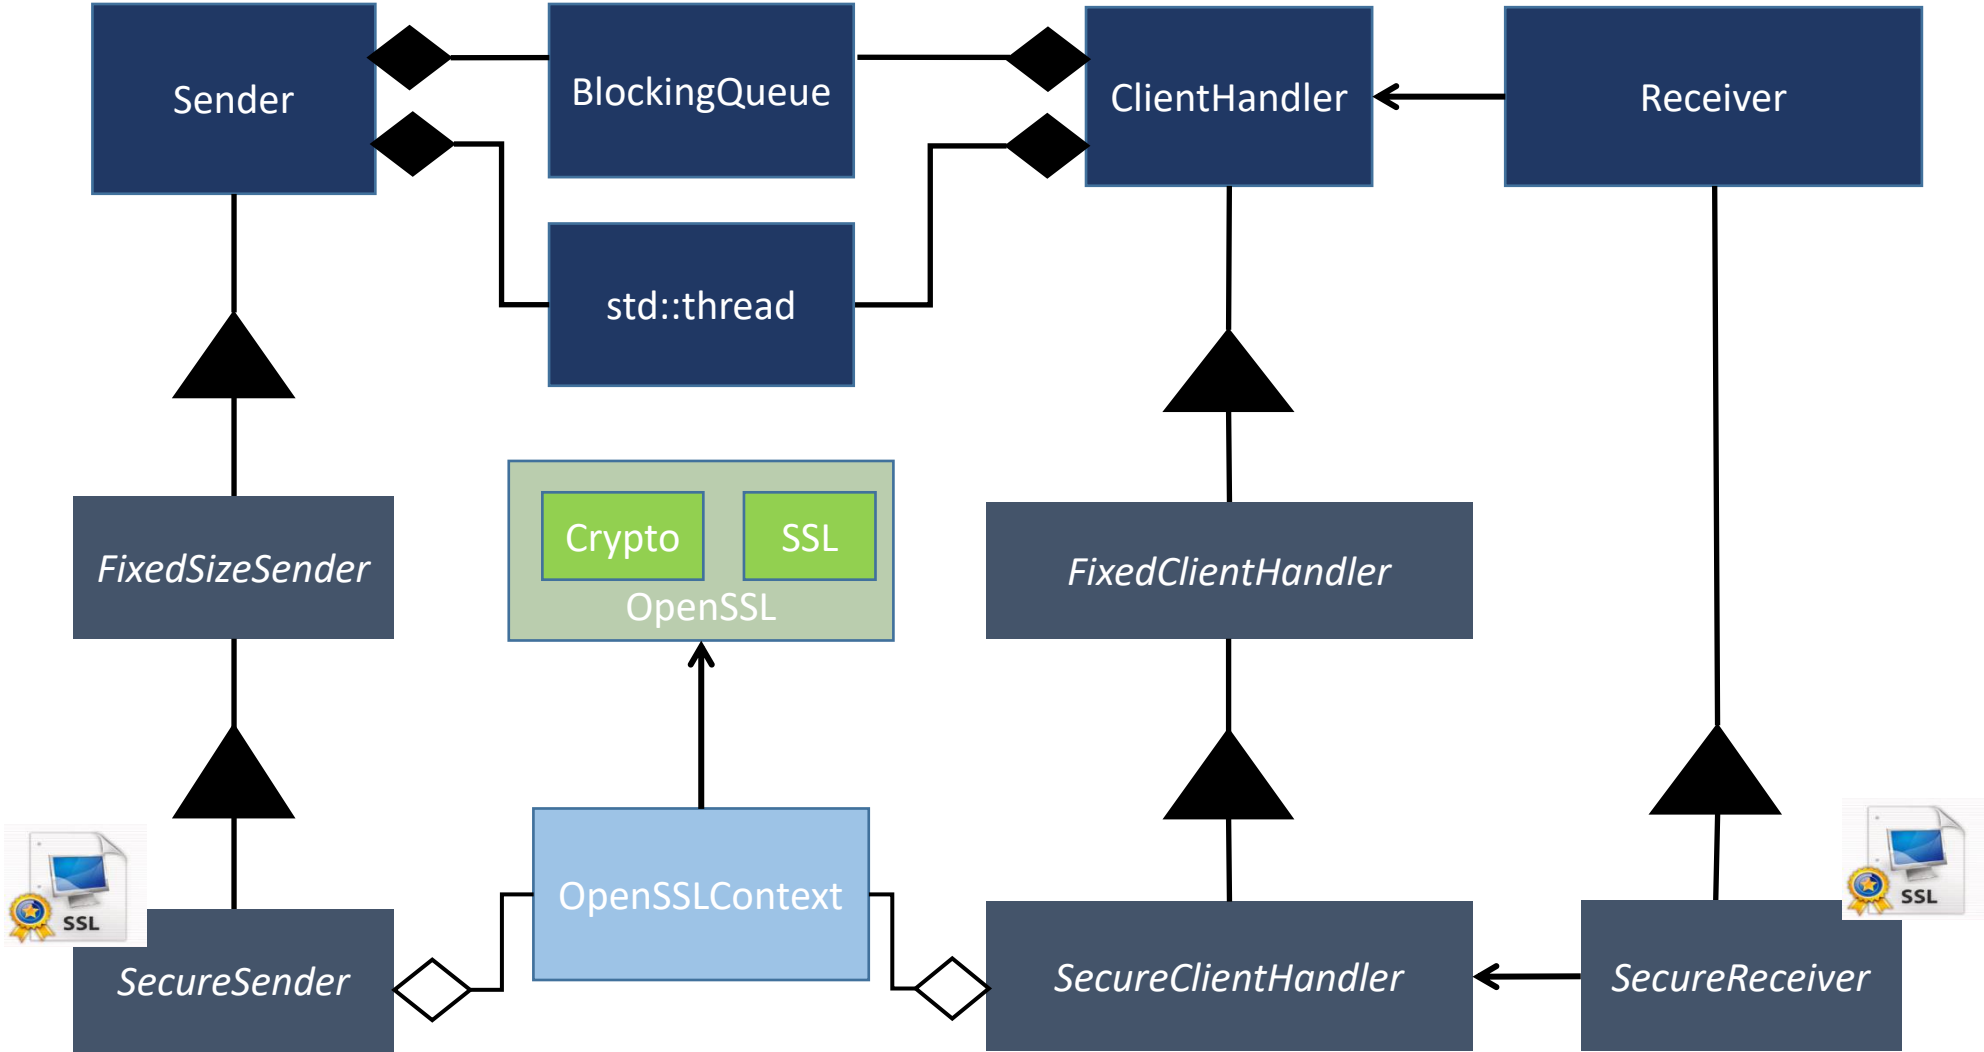 Sender
BlockingQueue
ClientHandler
Receiver
std::thread
Crypto
SSL
OpenSSL
FixedSizeSender
FixedClientHandler
OpenSSLContext
SSL
SSL
SecureSender
SecureClientHandler
SecureReceiver